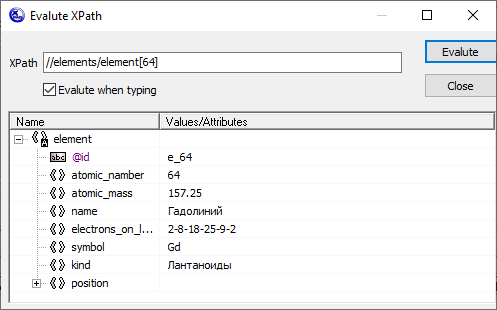 Evalute XPath
XPath //elements/element[64] Evalute
Evalute when typing Close
Name Values/Attributes
element
abc @id e_64
atomic_namber 64
atomic_mass 157.25
name Гадолиний
electrons_on_l... 2-8-18-25-9-2
symbol Gd
kind Лантаноиды
position